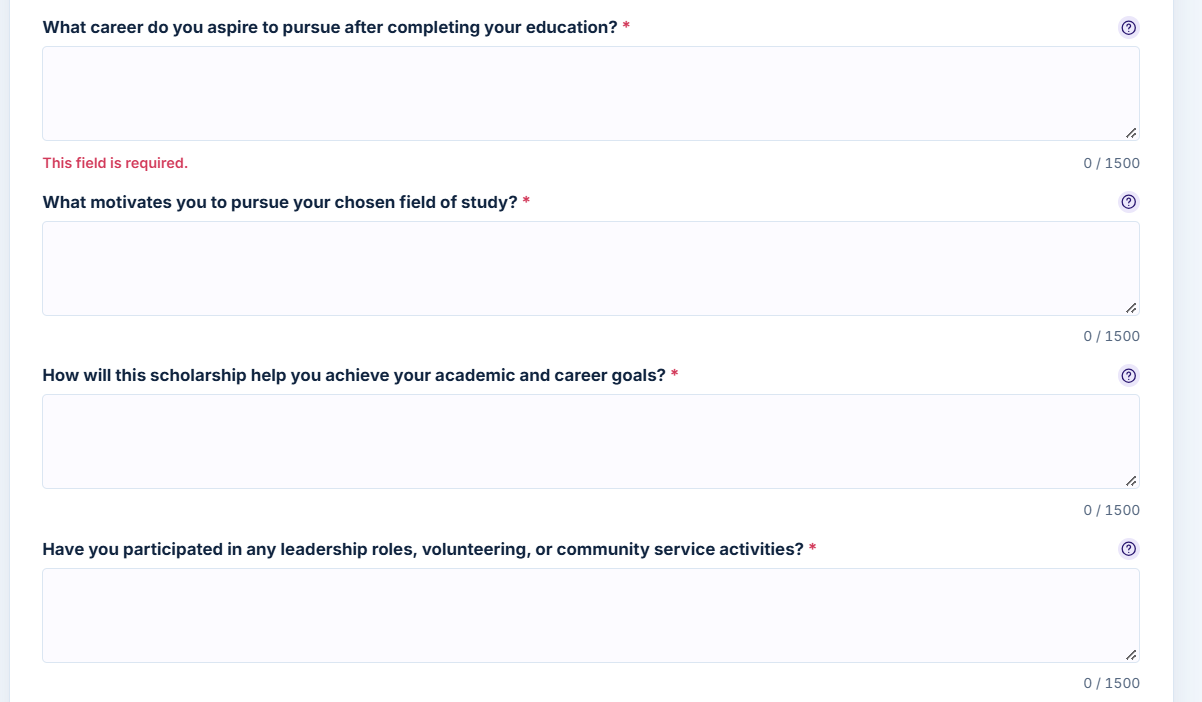 What career do you aspire to pursue after completing your education? *
This field is required.
0 / 1500
What motivates you to pursue your chosen field of study? *
0 / 1500
How will this scholarship help you achieve your academic and career goals? *
0 / 1500
Have you participated in any leadership roles, volunteering, or community service activities? *
0 / 1500